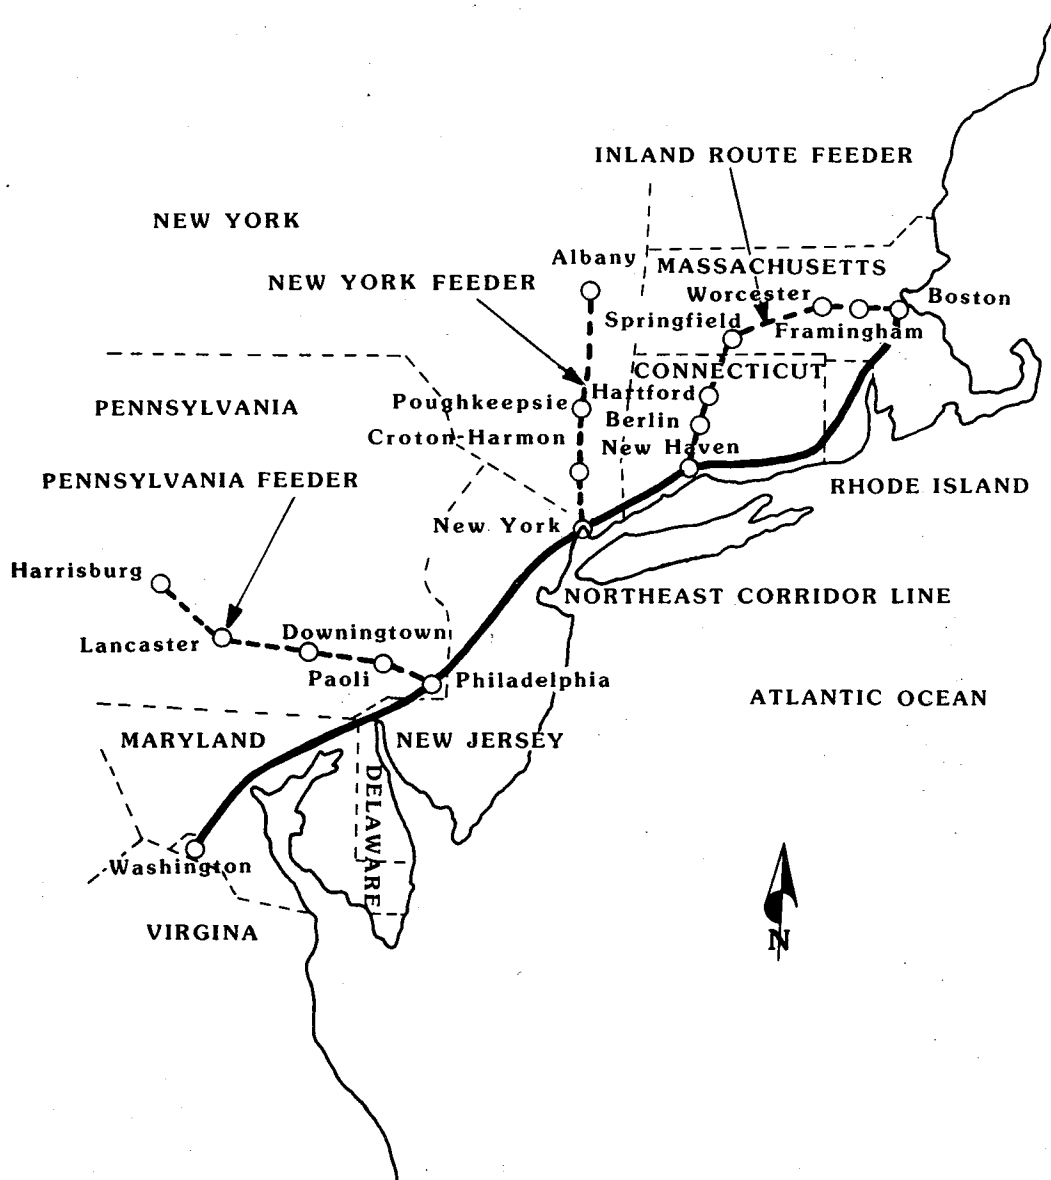 INLAND ROUTE FEEDER
NEW YORK
Albany
MASSACHUSETTS
NEW YORK FEEDER
Worcester
Boston
Springfield
Framingham
CONNECTICUT
Hartford
PENNSYLVANIA
Poughkeepsie
Berlin
Croton-Harmon
New Haven
PENNSYLVANIA FEEDER
RHODE ISLAND
New York
Harrisburg
NORTHEAST CORRIDOR LINE
Downingtown
Lancaster
Paoli
Philadelphia
ATLANTIC OCEAN
MARYLAND
NEW JERSEY
DELAWARE
Washington
VIRGINA
N